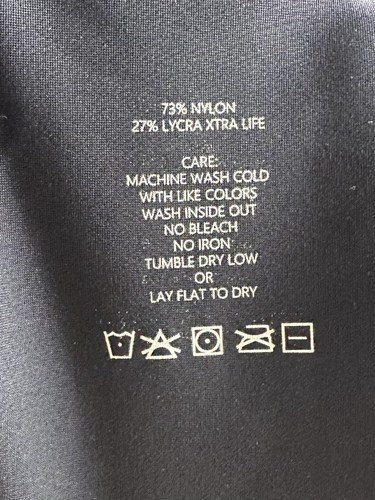 73% NYLON
27% LYCRA XTRA LIFE
CARE:
MACHINE WASH COLD
WITH LIKE COLORS
WASH INSIDE OUT
NO BLEACH
NO IRON
TUMBLE DRY LOW
OR
LAY FLAT TO DRY